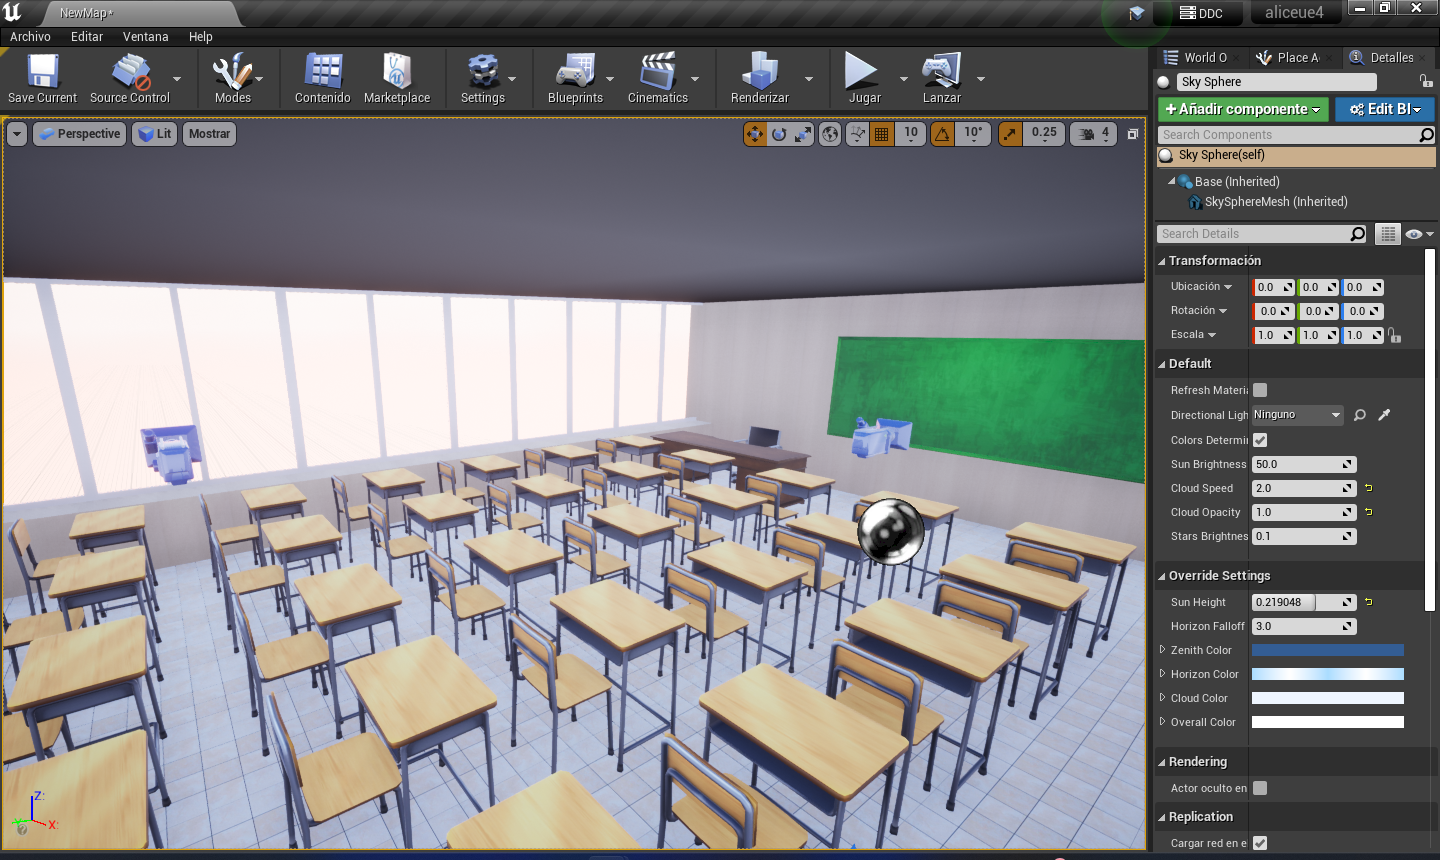 NewMap*
DDC
aliceue4
Archivo Editar Ventana Help
World O
Place A
Detalles
Save Current
Source Control
Modes
Contenido
Marketplace
Settings
Blueprints
Cinematics
Renderizar
Jugar
Lanzar
Sky Sphere
Añadir componente
Edit Bl
Perspective
Lit
Mostrar
10
10°
0.25
4
Search Components
Sky Sphere(self)
Base (Inherited)
SkySphereMesh (Inherited)
Search Details
Transformación
Ubicación 0.0 0.0 0.0
Rotación 0.0 0.0 0.0
Escala 1.0 1.0 1.0
Default
Refresh Materi
Directional Ligh Ninguno
Colors Determi
Sun Brightness 50.0
Cloud Speed 2.0
Cloud Opacity 1.0
Stars Brightnes 0.1
Override Settings
Sun Height 0.219048
Horizon Falloff 3.0
Zenith Color
Horizon Color
Cloud Color
Overall Color
Rendering
Actor oculto en
Replication
Cargar red en e
Z:
X: